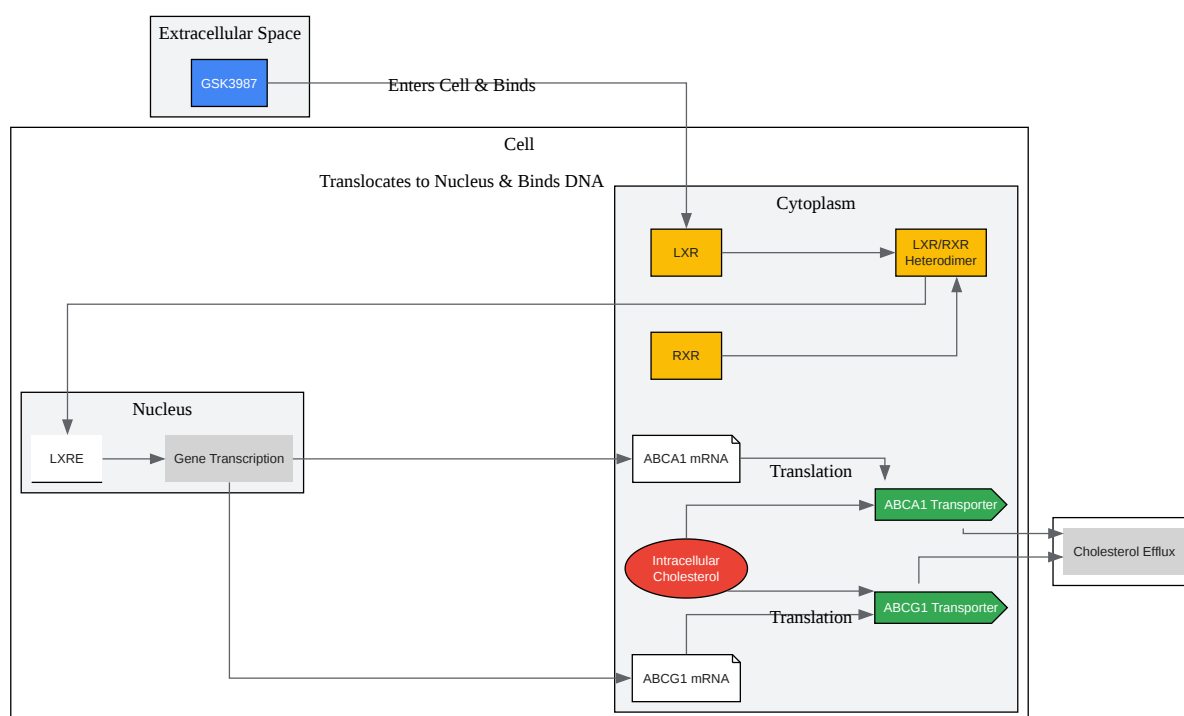 Extracellular Space
GSK3987
Enters Cell & Binds
Cell
Translocates to Nucleus & Binds DNA
Cytoplasm
LXR
LXR/RXR
Heterodimer
RXR
Nucleus
LXRE
Gene Transcription
ABCA1 mRNA
Translation
ABCA1 Transporter
Intracellular
Cholesterol
Cholesterol Efflux
ABCG1 Transporter
Translation
ABCG1 mRNA